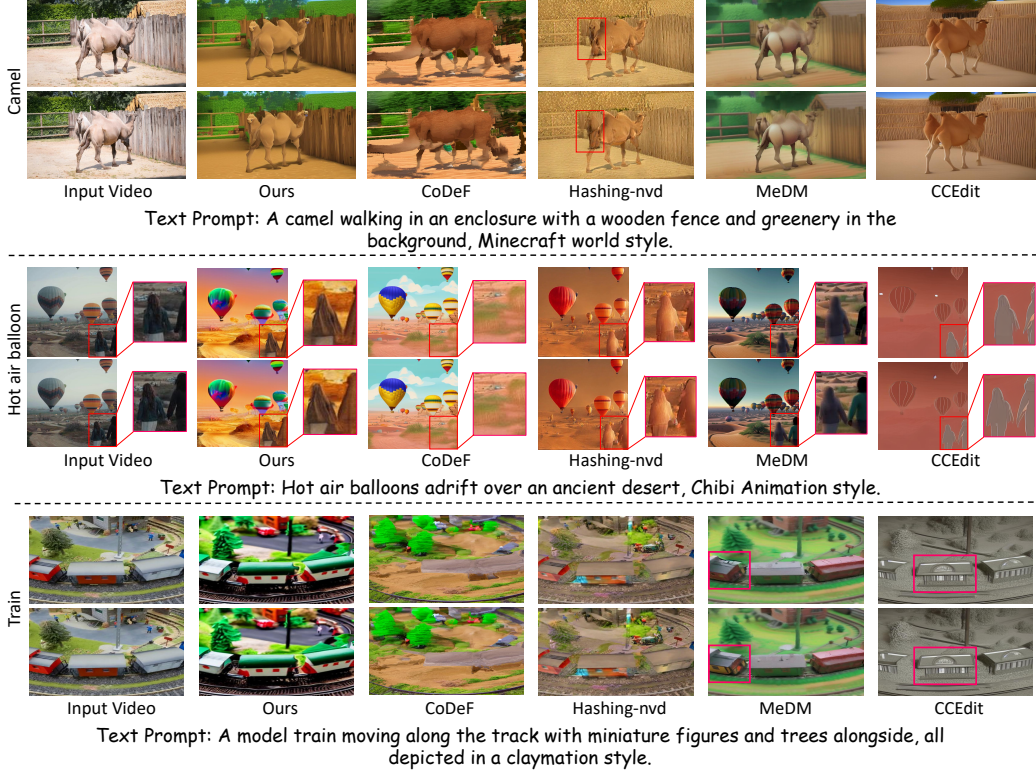 Camel
Input Video
Ours
CoDeF
Hashing-nvd
MeDM
CCEdit
Text Prompt: A camel walking in an enclosure with a wooden fence and greenery in the
background, Minecraft world style.
Hot air balloon
Input Video
Ours
CoDeF
Hashing-nvd
MeDM
CCEdit
Text Prompt: Hot air balloons adrift over an ancient desert, Chibi Animation style.
Train
Input Video
Ours
CoDeF
Hashing-nvd
MeDM
CCEdit
Text Prompt: A model train moving along the track with miniature figures and trees alongside, all
depicted in a claymation style.